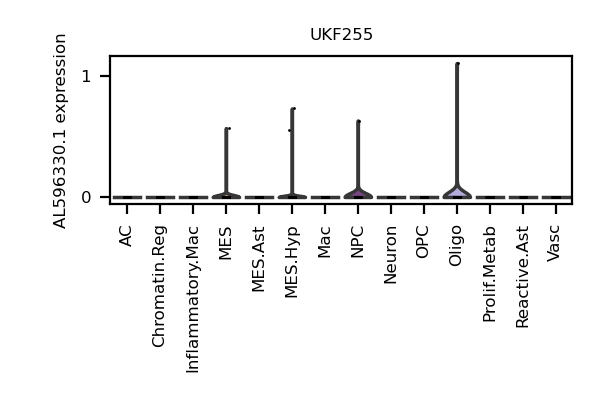 UKF255
AL596330.1 expression
1
0
AC
Chromatin.Reg
Inflammatory.Mac
MES
MES.Ast
MES.Hyp
Mac
NPC
Neuron
OPC
Oligo
Prolif.Metab
Reactive.Ast
Vasc